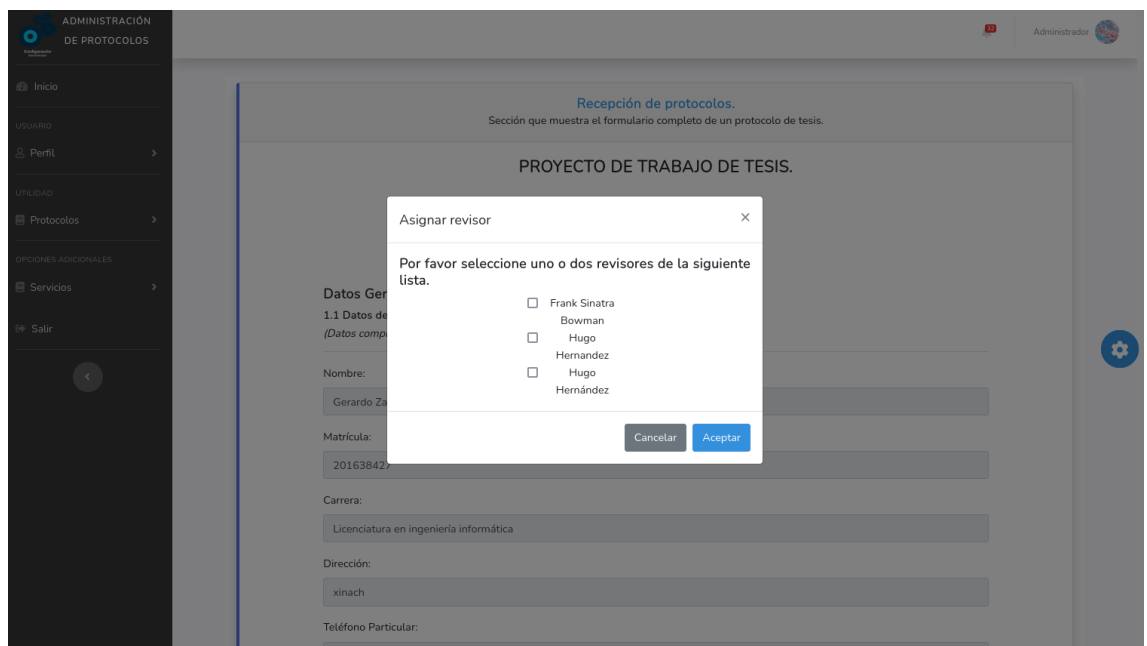 ADMINISTRACIÓN
DE PROTOCOLOS
Administrador
Inicio
USUARIO
Perfil
UTILIDAD
Protocolos
OPCIONES ADICIONALES
Servicios
Salir
Recepción de protocolos.
Sección que muestra el formulario completo de un protocolo de tesis.
PROYECTO DE TRABAJO DE TESIS.
Asignar revisor
×
Por favor seleccione uno o dos revisores de la siguiente
lista.
Frank Sinatra
Bowman
Hugo
Hernandez
Hugo
Hernández
Cancelar
Aceptar
Datos Ger
1.1 Datos de
(Datos comp
Nombre:
Gerardo Za
Matrícula:
201638427
Carrera:
Licenciatura en ingeniería informática
Dirección:
xinach
Teléfono Particular: